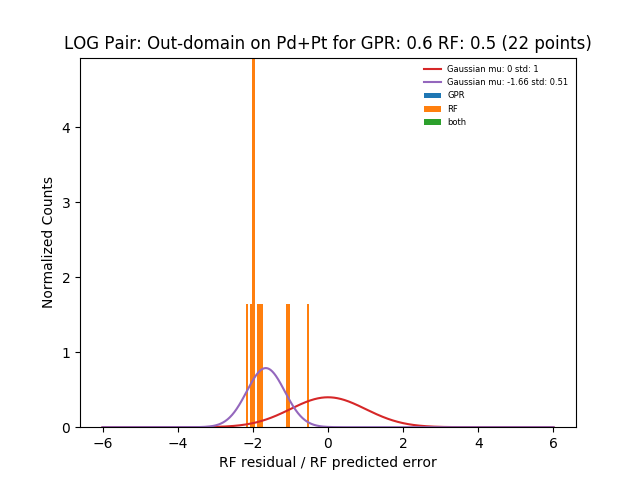 LOG Pair: Out-domain on Pd+Pt for GPR: 0.6 RF: 0.5 (22 points)
Gaussian mu: 0 std: 1
Gaussian mu: -1.66 std: 0.51
GPR
RF
both
Normalized Counts
4
3
2
1
0
−6
−4
−2
0
2
4
6
RF residual / RF predicted error